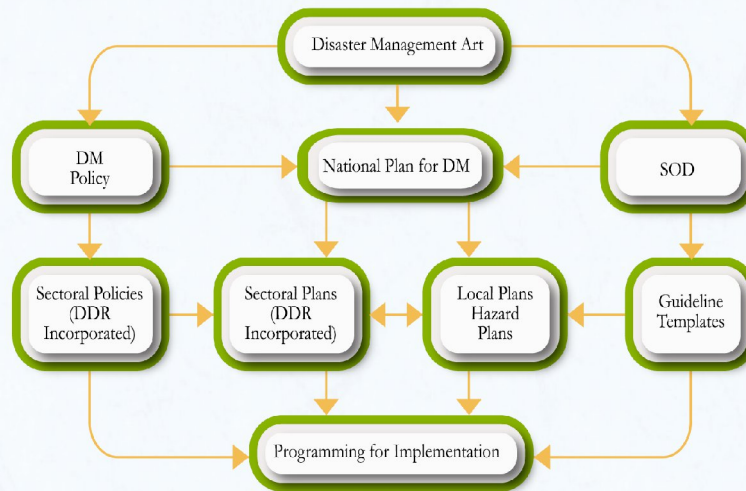 Disaster Management Art
DM
Policy
National Plan for DM
SOD
Sectoral Policies
(DDR
Incorporated)
Sectoral Plans
(DDR
Incorporated)
Local Plans
Hazard
Plans
Guideline
Templates
Programming for Implementation